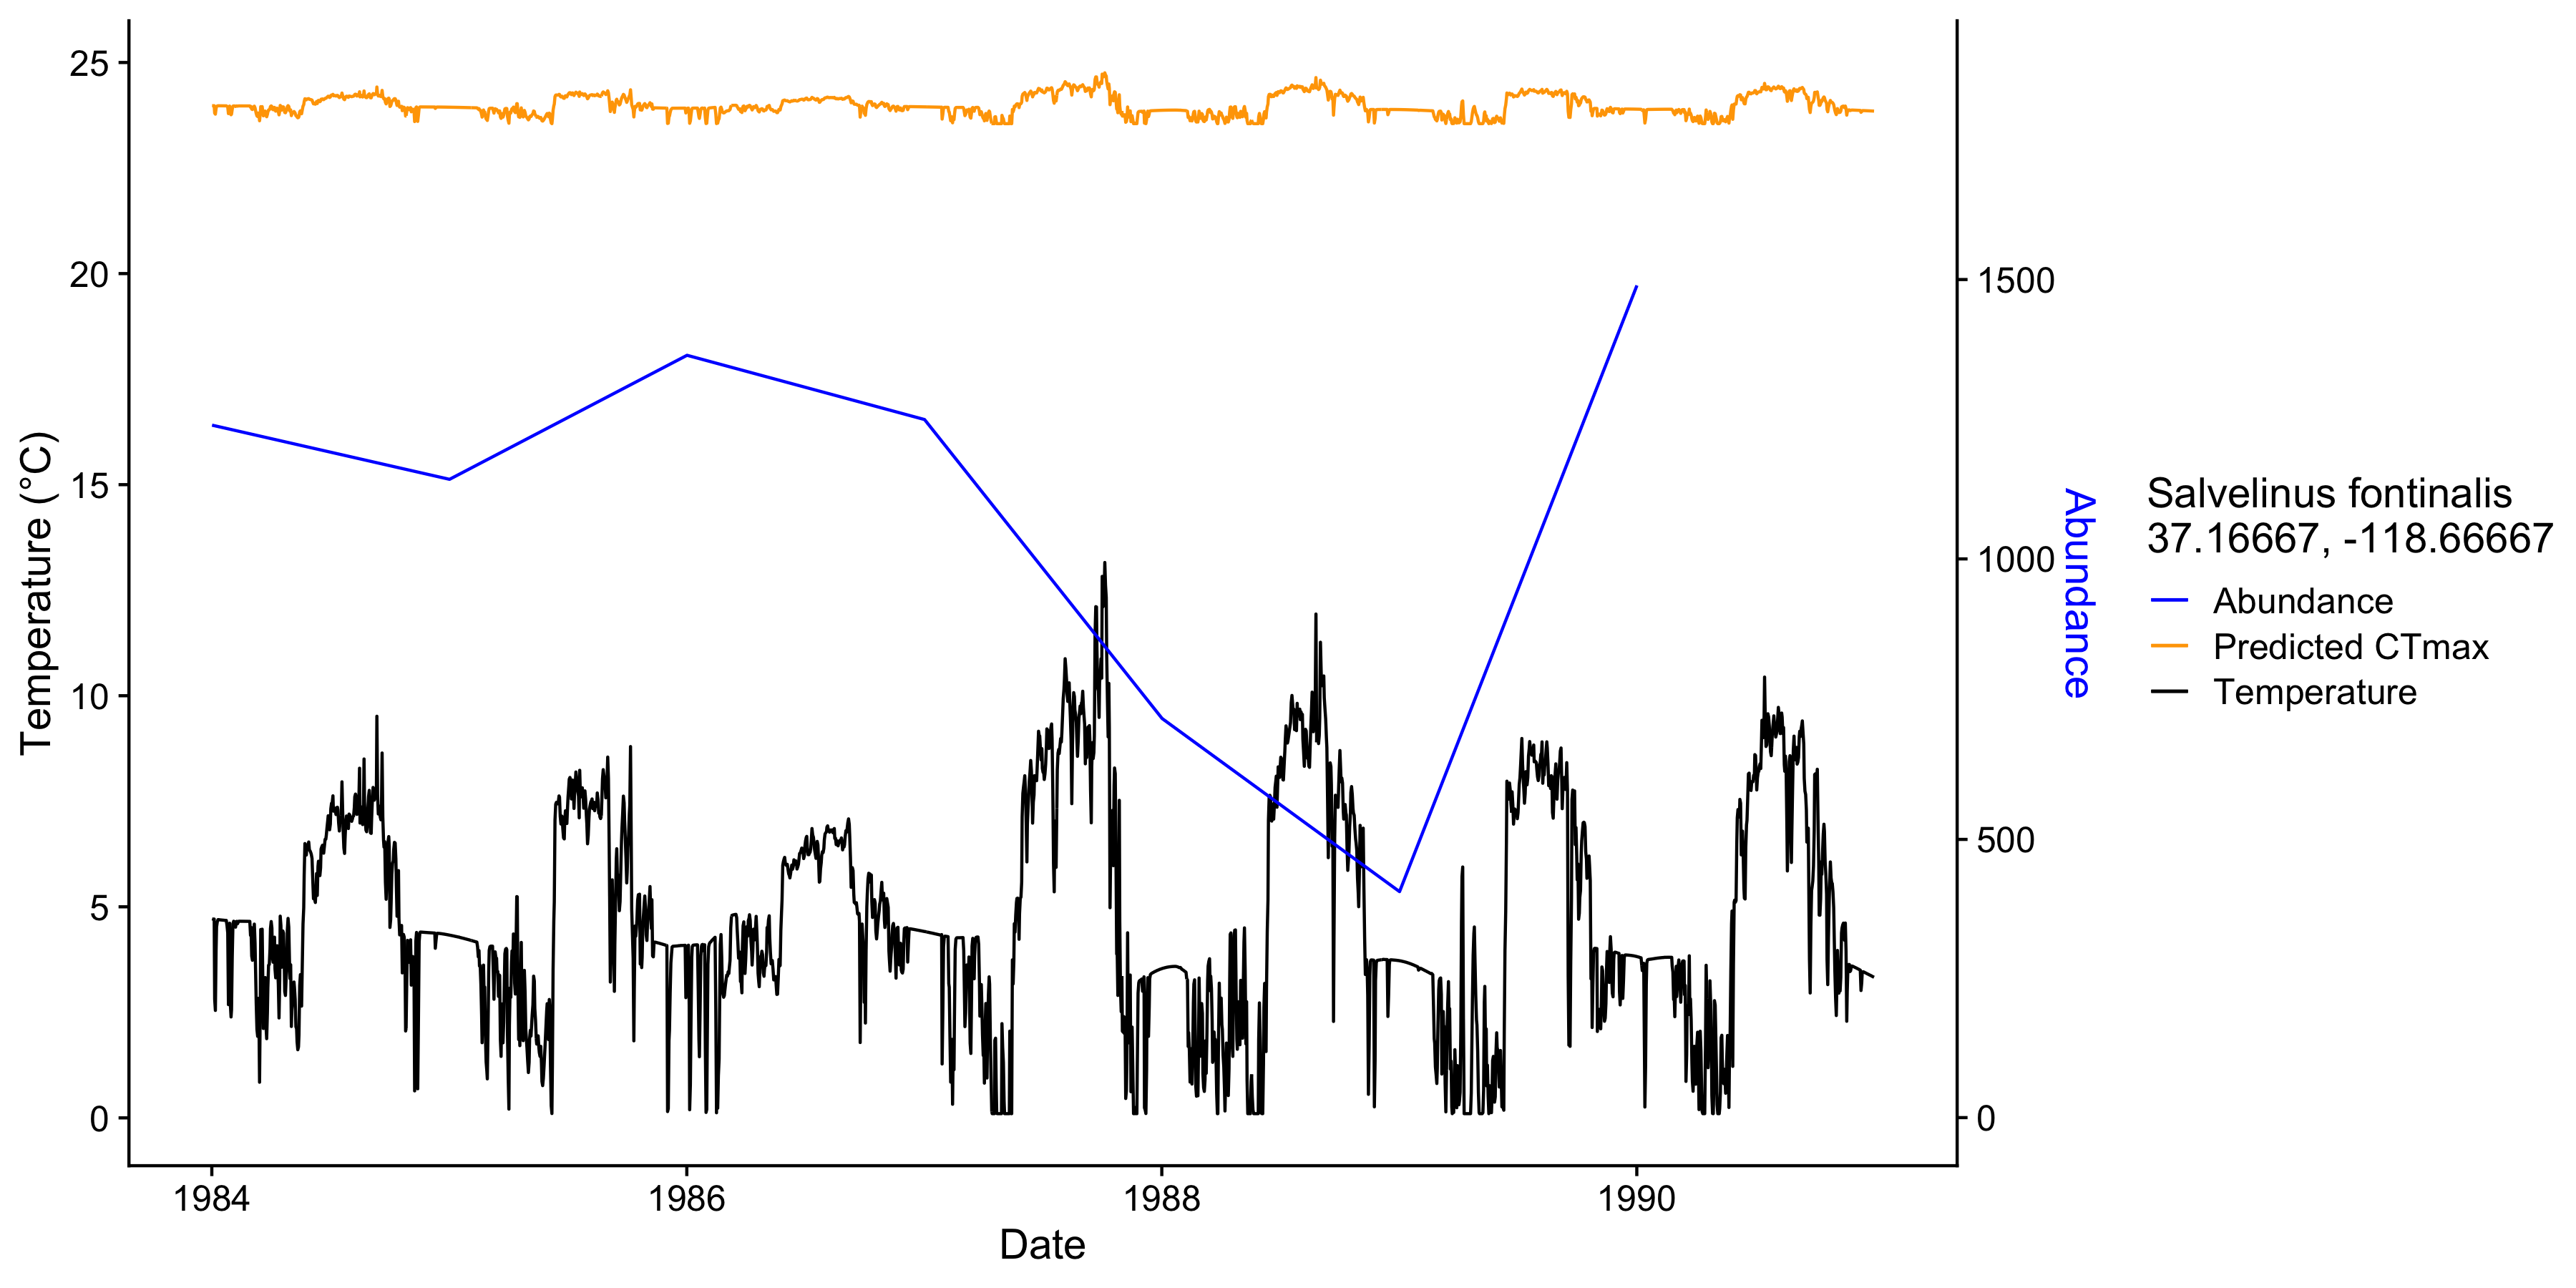 25
20
15
10
5
0
Temperature (°C)
1984
1986
1988
1990
Date
1500
1000
500
0
Abundance
Salvelinus fontinalis
37.16667, -118.66667
Abundance
Predicted CTmax
Temperature